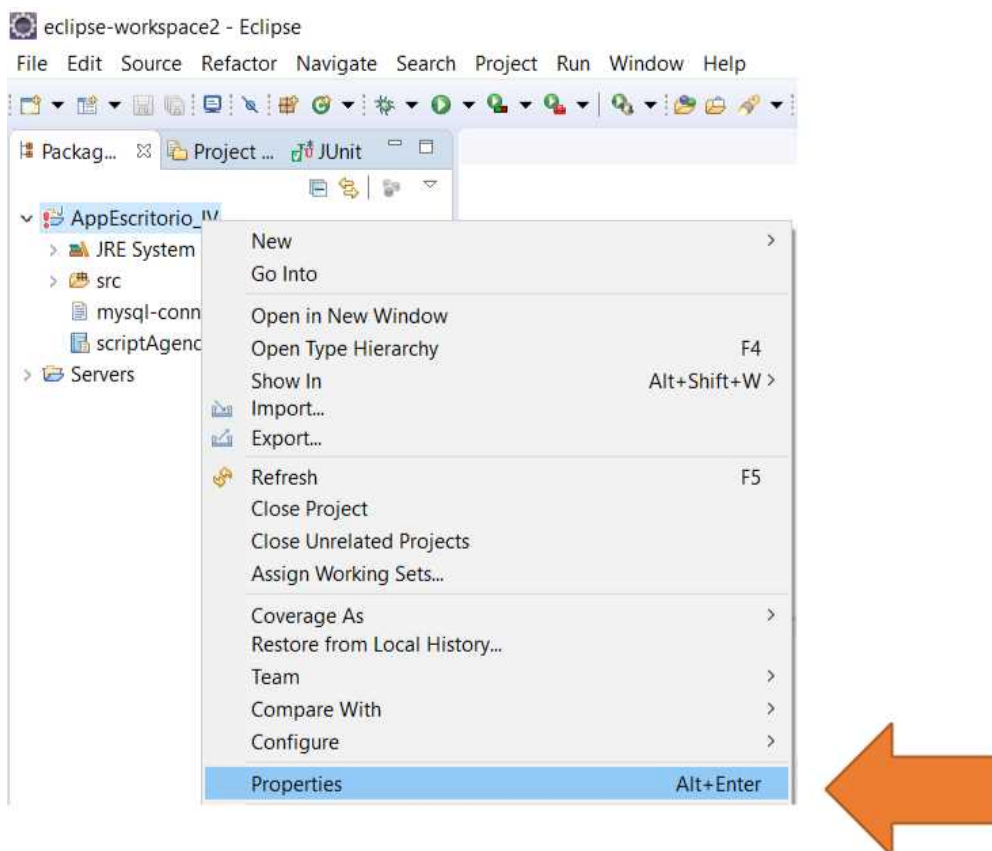 eclipse-workspace2 - Eclipse
File Edit Source Refactor Navigate Search Project Run Window Help
Packag... Project ... JUnit
AppEscritorio_IV
JRE System
src
mysql-conn
scriptAgenc
Servers
New
Go Into
Open in New Window
Open Type Hierarchy F4
Show In Alt+Shift+W
Import...
Export...
Refresh F5
Close Project
Close Unrelated Projects
Assign Working Sets...
Coverage As
Restore from Local History...
Team
Compare With
Configure
Properties Alt+Enter